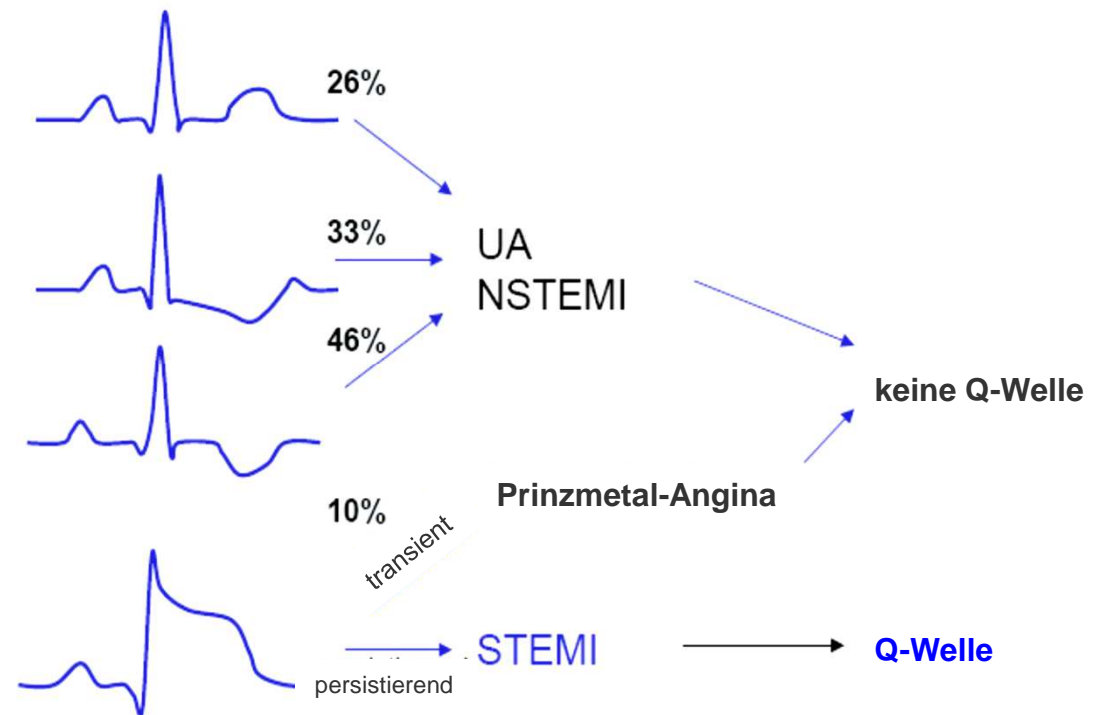 26%
33%
UA
NSTEMI
46%
keine Q-Welle
Prinzmetal-Angina
10%
transient
STEMI
Q-Welle
persistierend